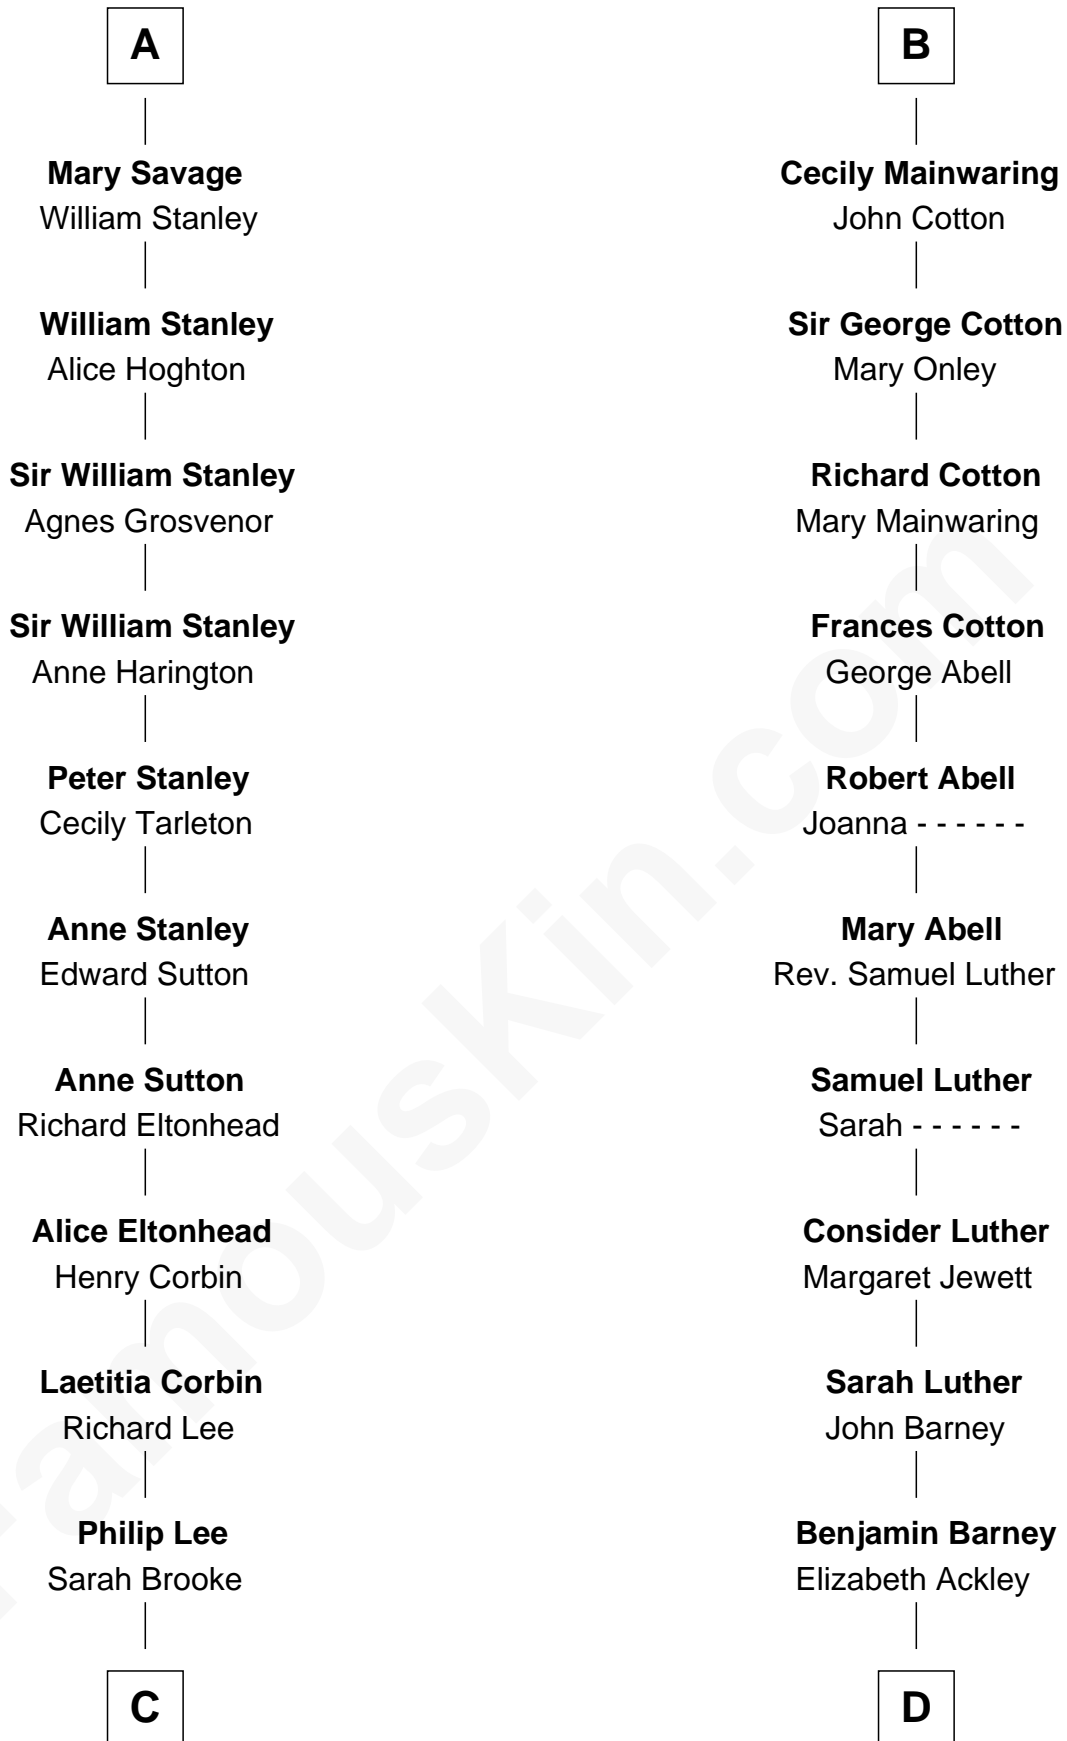 A
Mary Savage
William Stanley
William Stanley
Alice Hoghton
Sir William Stanley
Agnes Grosvenor
Sir William Stanley
Anne Harington
Peter Stanley
Cecily Tarleton
Anne Stanley
Edward Sutton
Anne Sutton
Richard Eltonhead
Alice Eltonhead
Henry Corbin
Laetitia Corbin
Richard Lee
Philip Lee
Sarah Brooke
C
B
Cecily Mainwaring
John Cotton
Sir George Cotton
Mary Onley
Richard Cotton
Mary Mainwaring
Frances Cotton
George Abell
Robert Abell
Joanna - - - - - -
Mary Abell
Rev. Samuel Luther
Samuel Luther
Sarah - - - - - -
Consider Luther
Margaret Jewett
Sarah Luther
John Barney
Benjamin Barney
Elizabeth Ackley
D
FamousKin.com